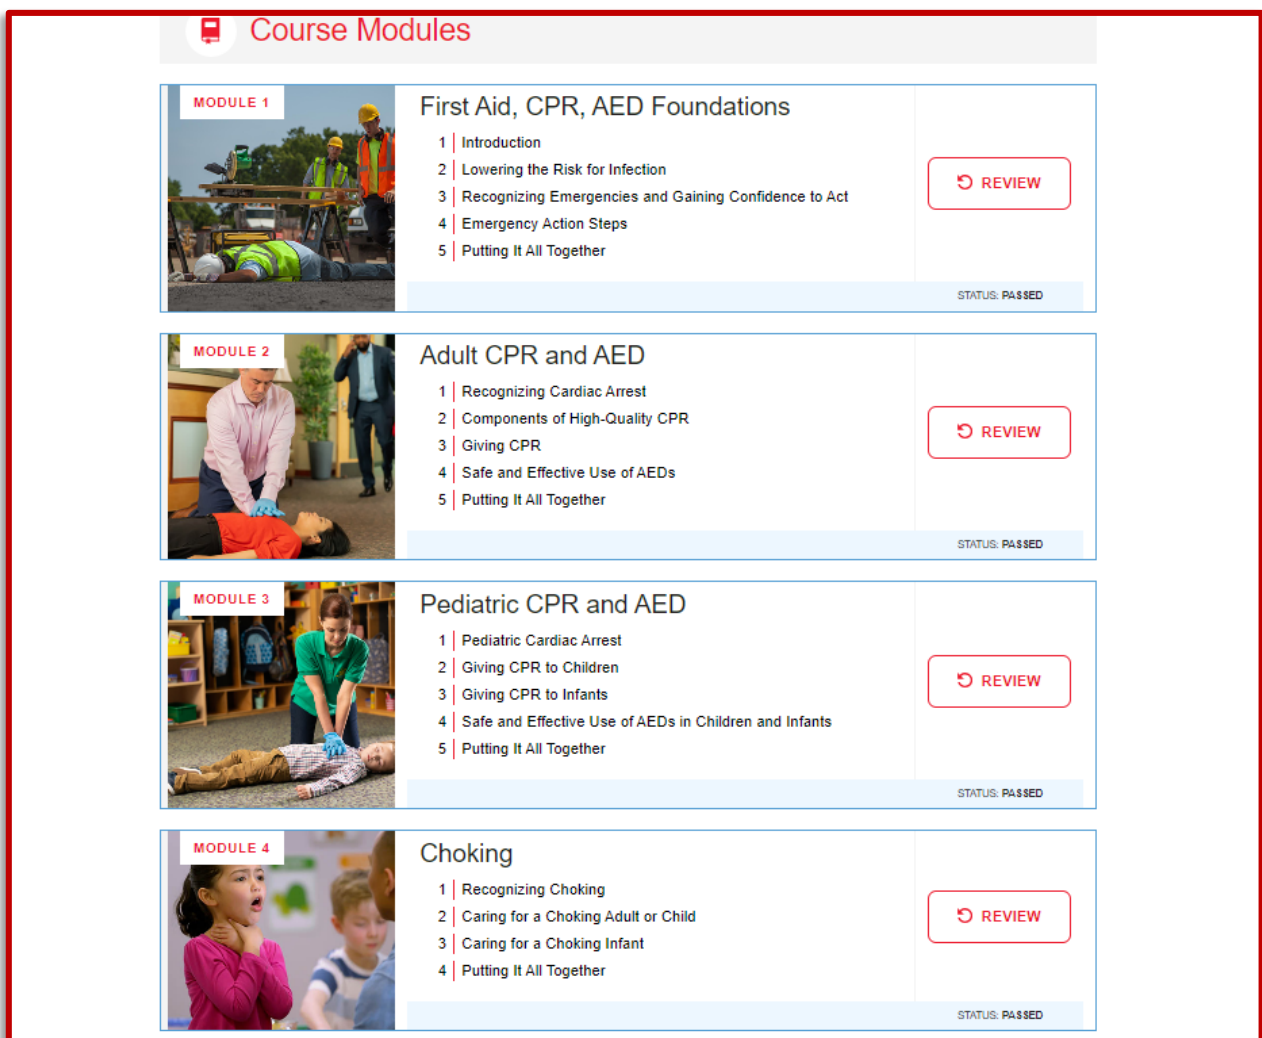 Course Modules
MODULE 1
First Aid, CPR, AED Foundations
1 Introduction
2 Lowering the Risk for Infection
3 Recognizing Emergencies and Gaining Confidence to Act
4 Emergency Action Steps
5 Putting It All Together
REVIEW
STATUS: PASSED
MODULE 2
Adult CPR and AED
1 Recognizing Cardiac Arrest
2 Components of High-Quality CPR
3 Giving CPR
4 Safe and Effective Use of AEDs
5 Putting It All Together
REVIEW
STATUS: PASSED
MODULE 3
Pediatric CPR and AED
1 Pediatric Cardiac Arrest
2 Giving CPR to Children
3 Giving CPR to Infants
4 Safe and Effective Use of AEDs in Children and Infants
5 Putting It All Together
REVIEW
STATUS: PASSED
MODULE 4
Choking
1 Recognizing Choking
2 Caring for a Choking Adult or Child
3 Caring for a Choking Infant
4 Putting It All Together
REVIEW
STATUS: PASSED